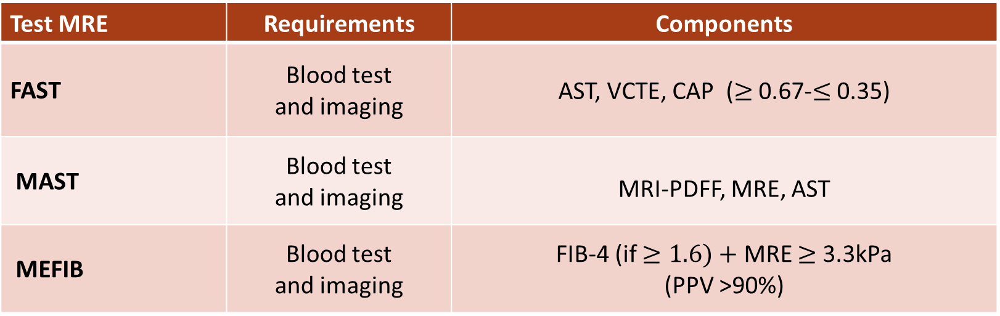 Test MRE Requirements Components
FAST
Blood test
and imaging
AST, VCTE, CAP (≥ 0.67-≤ 0.35)
MAST
Blood test
and imaging
MRI-PDFF, MRE, AST
MEFIB
Blood test
and imaging
FIB-4 (if ≥ 1.6) + MRE ≥ 3.3kPa
(PPV >90%)